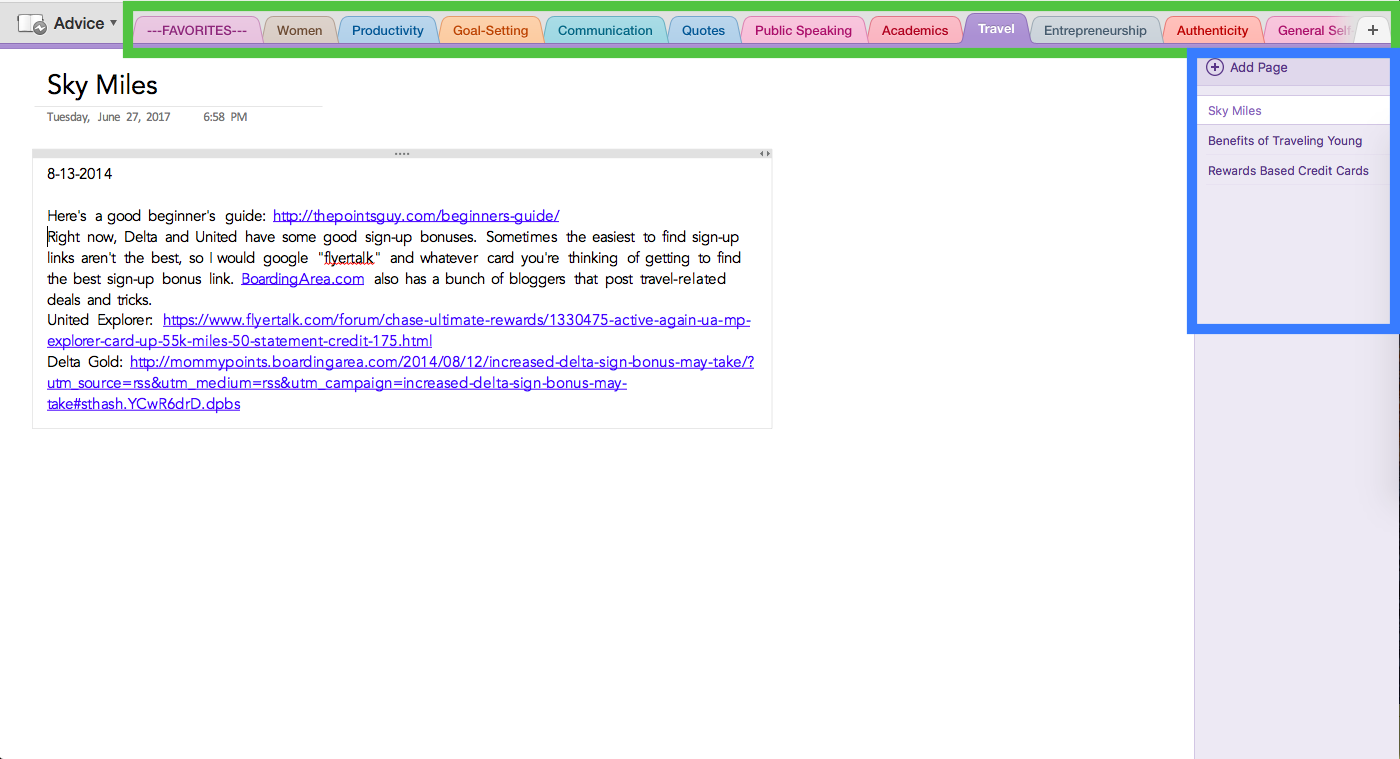 Advice
---FAVORITES--- Women Productivity Goal-Setting Communication Quotes Public Speaking Academics Travel Entrepreneurship Authenticity General Self +
Sky Miles
Tuesday, June 27, 2017 6:58 PM
8-13-2014
Here's a good beginner's guide: http://thepointsguy.com/beginners-guide/
Right now, Delta and United have some good sign-up bonuses. Sometimes the easiest to find sign-up
links aren't the best, so I would google "flyertalk" and whatever card you're thinking of getting to find
the best sign-up bonus link. BoardingArea.com also has a bunch of bloggers that post travel-related
deals and tricks.
United Explorer: https://www.flyertalk.com/forum/chase-ultimate-rewards/1330475-active-again-ua-mp-
explorer-card-up-55k-miles-50-statement-credit-175.html
Delta Gold: http://mommypoints.boardingarea.com/2014/08/12/increased-delta-sign-bonus-may-take/?
utm_source=rss&utm_medium=rss&utm_campaign=increased-delta-sign-bonus-may-
take#sthash.YCwR6drD.dpbs
Add Page
Sky Miles
Benefits of Traveling Young
Rewards Based Credit Cards